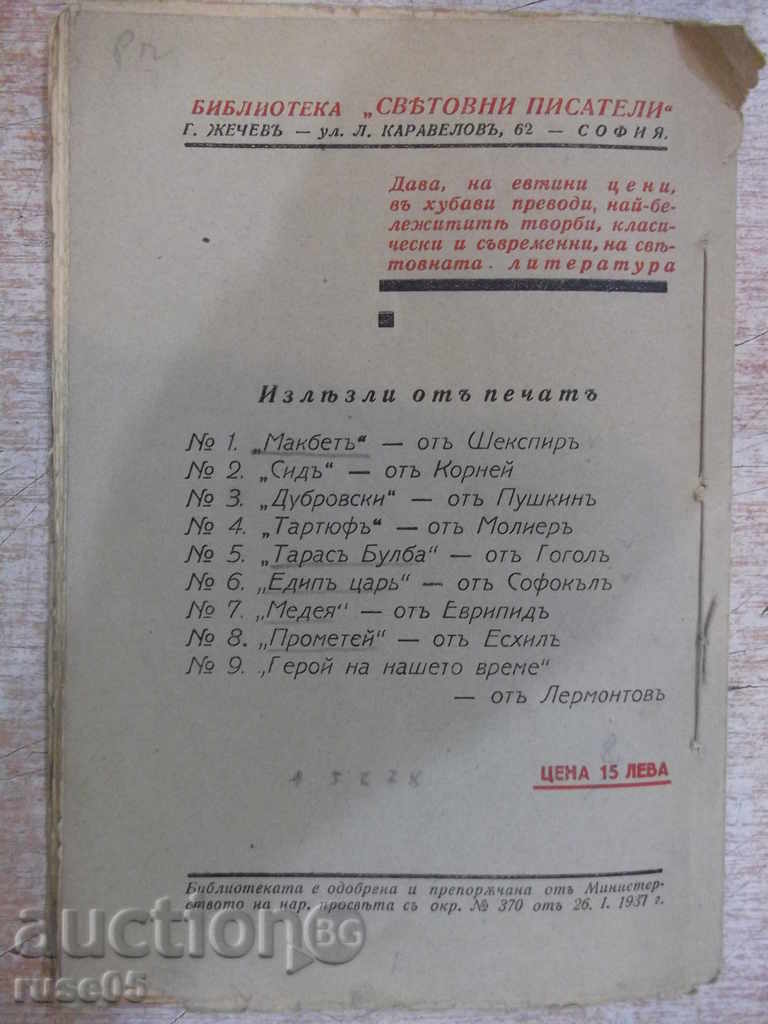 БИБЛИОТЕКА „СВѢТОВНИ ПИСАТЕЛИ“
Г. ЖЕЧЕВЪ — ул. Л. КАРАВЕЛОВЪ, 62 — СОФИЯ.
Дава, на евтини цени,
въ хубави преводи, най-бе-
лежититѣ творби, класи-
чески и съвременни, на свѣ-
товната литература
Излѣзли отъ печатъ
№ 1. „Макбетъ“ — отъ Шекспиръ
№ 2. „Сидъ“ — отъ Корней
№ 3. „Дубровски“ — отъ Пушкинъ
№ 4. „Тартюфъ“ — отъ Молиеръ
№ 5. „Тарасъ Булба“ — отъ Гоголъ
№ 6. „Едипъ царь“ — отъ Софокълъ
№ 7. „Медея“ — отъ Еврипидъ
№ 8. „Прометей“ — отъ Есхилъ
№ 9. „Герой на нашето време“
— отъ Лермонтовъ
ЦЕНА 15 ЛЕВА
Библиотеката е одобрена и препорѫчана отъ Министер-
ството на нар. просвѣта съ окр. № 370 отъ 26. I. 1937 г.
auction BG
ruse05